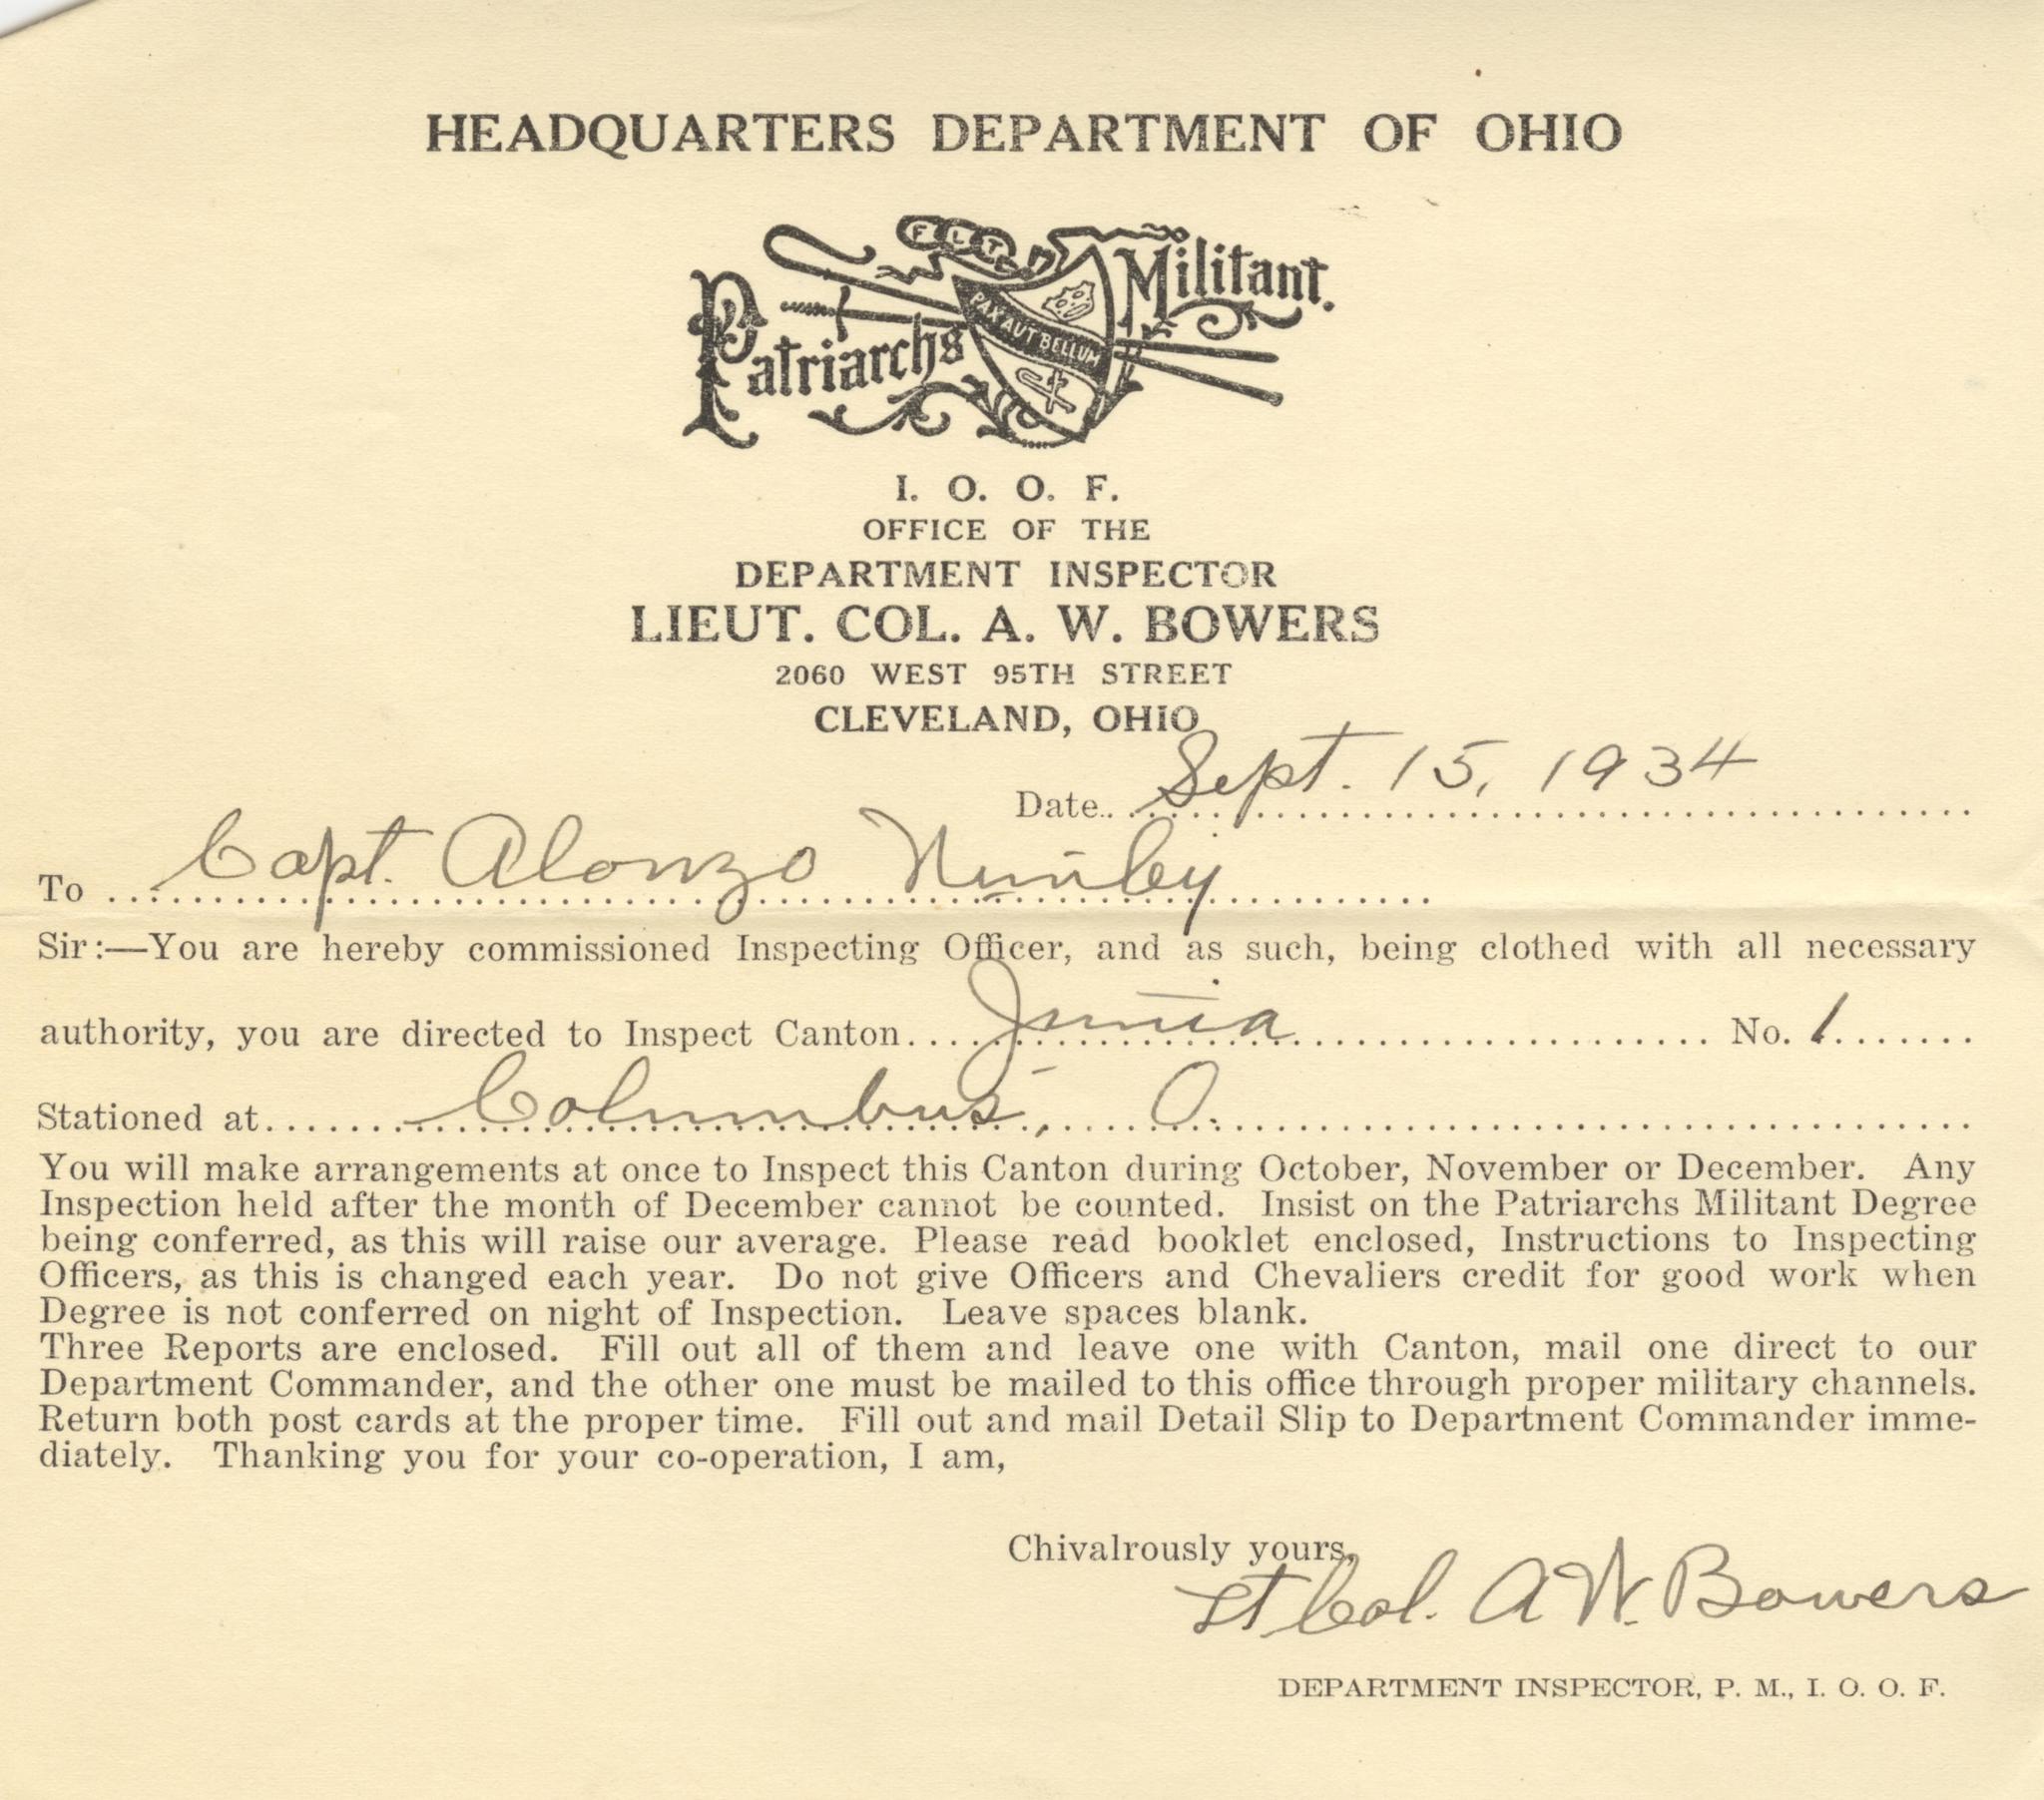 HEADQUARTERS DEPARTMENT OF OHIO
F L T
Patriarchs Militant.
PAX AUT BELLUM
I. O. O. F.
OFFICE OF THE
DEPARTMENT INSPECTOR
LIEUT. COL. A. W. BOWERS
2060 WEST 95TH STREET
CLEVELAND, OHIO
Date.. Sept. 15, 1934
To Capt. Alonzo Nunley
Sir:—You are hereby commissioned Inspecting Officer, and as such, being clothed with all necessary
authority, you are directed to Inspect Canton Junia No. 1
Stationed at Columbus, O.
You will make arrangements at once to Inspect this Canton during October, November or December. Any
Inspection held after the month of December cannot be counted. Insist on the Patriarchs Militant Degree
being conferred, as this will raise our average. Please read booklet enclosed, Instructions to Inspecting
Officers, as this is changed each year. Do not give Officers and Chevaliers credit for good work when
Degree is not conferred on night of Inspection. Leave spaces blank.
Three Reports are enclosed. Fill out all of them and leave one with Canton, mail one direct to our
Department Commander, and the other one must be mailed to this office through proper military channels.
Return both post cards at the proper time. Fill out and mail Detail Slip to Department Commander imme-
diately. Thanking you for your co-operation, I am,
Chivalrously yours,
Lt Col. A W. Bowers
DEPARTMENT INSPECTOR, P. M., I. O. O. F.